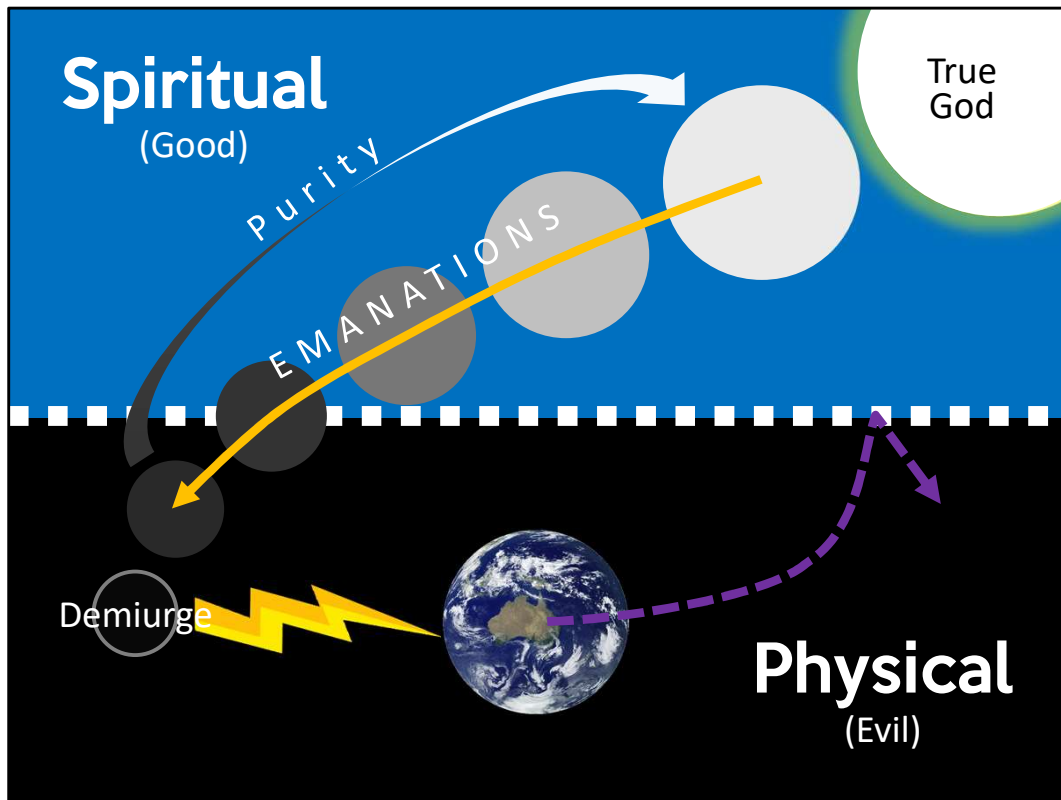 Spiritual
(Good)
True
God
Purity
EMANATIONS
Demiurge
Physical
(Evil)